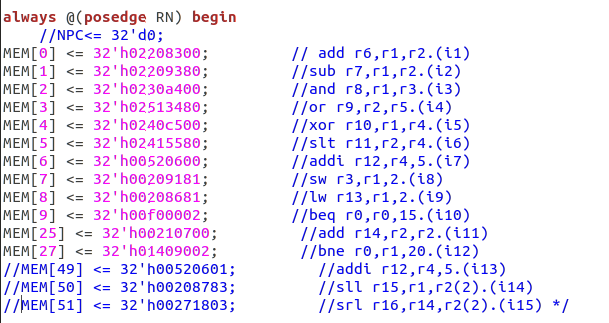 always @(posedge RN) begin
//NPC<= 32'd0;
MEM[0] <= 32'h02208300; // add r6,r1,r2.(i1)
MEM[1] <= 32'h02209380; //sub r7,r1,r2.(i2)
MEM[2] <= 32'h0230a400; //and r8,r1,r3.(i3)
MEM[3] <= 32'h02513480; //or r9,r2,r5.(i4)
MEM[4] <= 32'h0240c500; //xor r10,r1,r4.(i5)
MEM[5] <= 32'h02415580; //slt r11,r2,r4.(i6)
MEM[6] <= 32'h00520600; //addi r12,r4,5.(i7)
MEM[7] <= 32'h00209181; //sw r3,r1,2.(i8)
MEM[8] <= 32'h00208681; //lw r13,r1,2.(i9)
MEM[9] <= 32'h00f00002; //beq r0,r0,15.(i10)
MEM[25] <= 32'h00210700; //add r14,r2,r2.(i11)
MEM[27] <= 32'h01409002; //bne r0,r1,20.(i12)
//MEM[49] <= 32'h00520601; //addi r12,r4,5.(i13)
//MEM[50] <= 32'h00208783; //sll r15,r1,r2(2).(i14)
//MEM[51] <= 32'h00271803; //srl r16,r14,r2(2).(i15) */